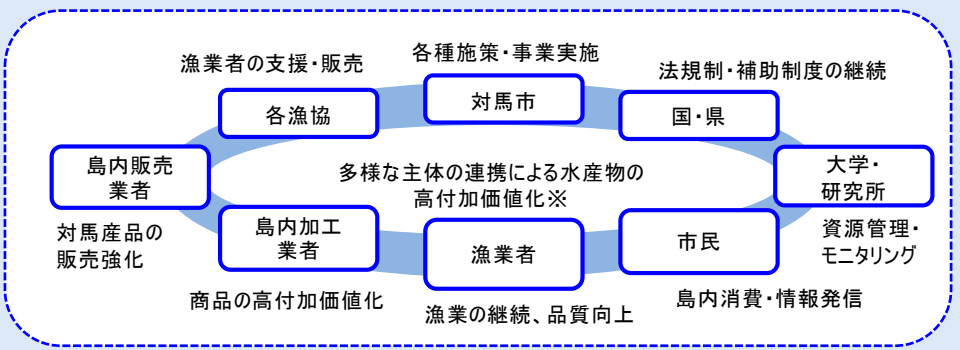 各種施策・事業実施
漁業者の支援・販売
法規制・補助制度の継続
対馬市
各漁協
国・県
島内販売
業者
多様な主体の連携による水産物の
高付加価値化※
大学・
研究所
対馬産品の
販売強化
島内加工
業者
漁業者
市民
資源管理・
モニタリング
商品の高付加価値化
漁業の継続、品質向上
島内消費・情報発信